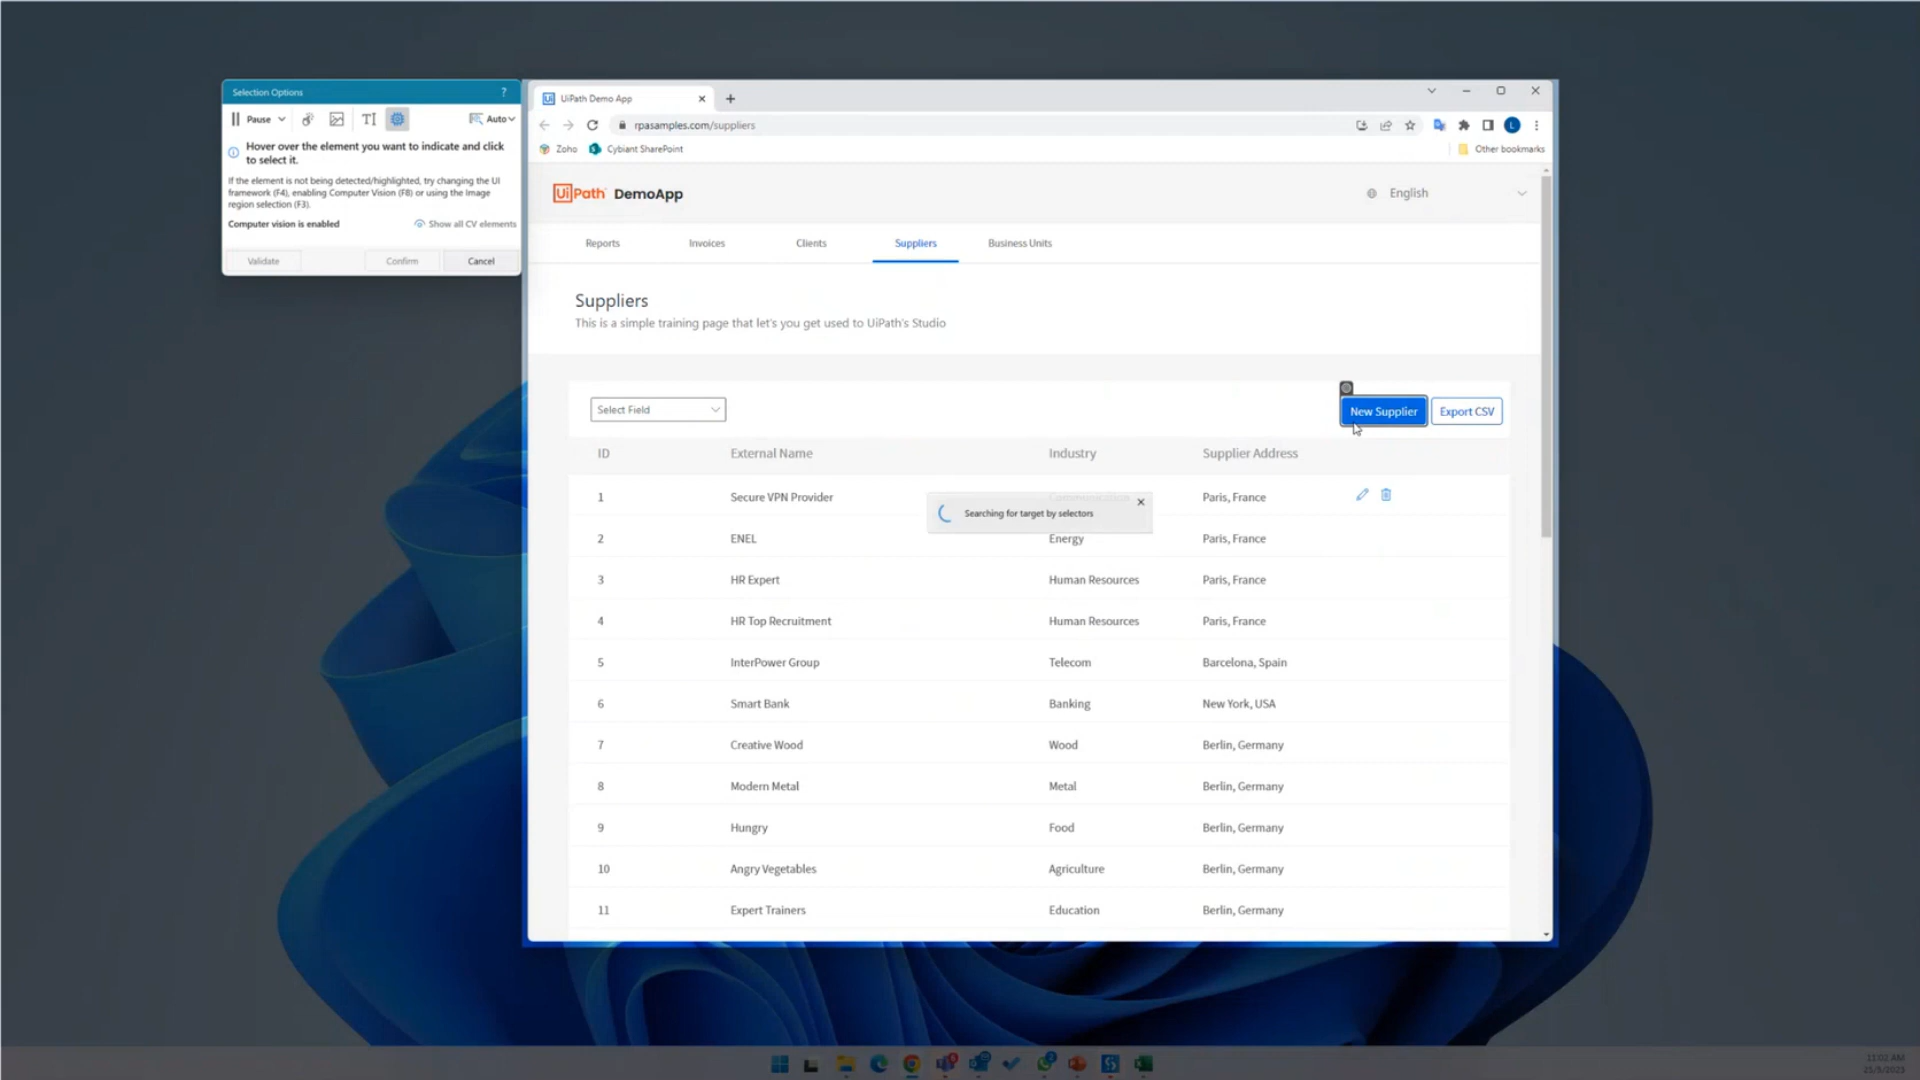 Selection Options
?
Pause
Auto
Hover over the element you want to indicate and click
to select it.
If the element is not being detected/highlighted, try changing the UI
framework (F4), enabling Computer Vision (F8) or using the Image
region selection (F3).
Computer vision is enabled
Show all CV elements
Validate
Confirm
Cancel
UiPath Demo App
rpasamples.com/suppliers
L
Zoho
Cybiant SharePoint
Other bookmarks
UiPath DemoApp
English
Reports
Invoices
Clients
Suppliers
Business Units
Suppliers
This is a simple training page that let's you get used to UiPath's Studio
Select Field
New Supplier
Export CSV
ID External Name Industry Supplier Address
1 Secure VPN Provider Paris, France
Searching for target by selectors
2 ENEL Energy Paris, France
3 HR Expert Human Resources Paris, France
4 HR Top Recruitment Human Resources Paris, France
5 InterPower Group Telecom Barcelona, Spain
6 Smart Bank Banking New York, USA
7 Creative Wood Wood Berlin, Germany
8 Modern Metal Metal Berlin, Germany
9 Hungry Food Berlin, Germany
10 Angry Vegetables Agriculture Berlin, Germany
11 Expert Trainers Education Berlin, Germany
11:02 AM